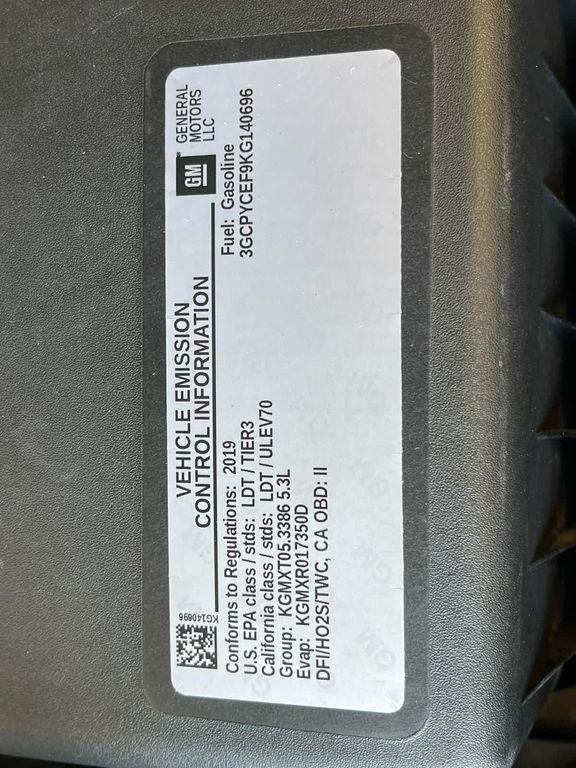 KG140696
VEHICLE EMISSION
CONTROL INFORMATION
GM
GENERAL
MOTORS
LLC
Conforms to Regulations: 2019
Fuel: Gasoline
U.S. EPA class / stds: LDT / TIER3
3GCPYCEF9KG140696
California class / stds: LDT / ULEV70
Group: KGMXT05.3386 5.3L
Evap: KGMXR017350D
DFI/HO2S/TWC, CA OBD: II